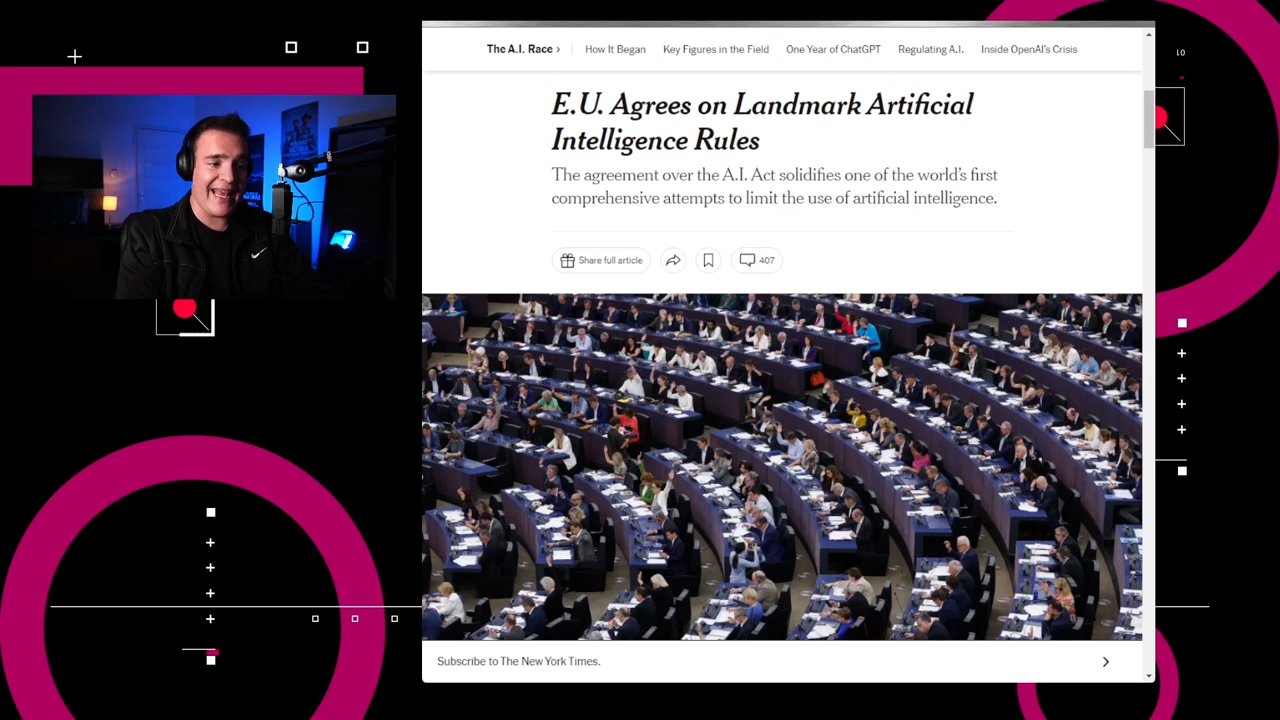 The A.I. Race › How It Began Key Figures in the Field One Year of ChatGPT Regulating A.I. Inside OpenAI's Crisis
E.U. Agrees on Landmark Artificial
Intelligence Rules
The agreement over the A.I. Act solidifies one of the world's first
comprehensive attempts to limit the use of artificial intelligence.
Share full article 407
Subscribe to The New York Times.